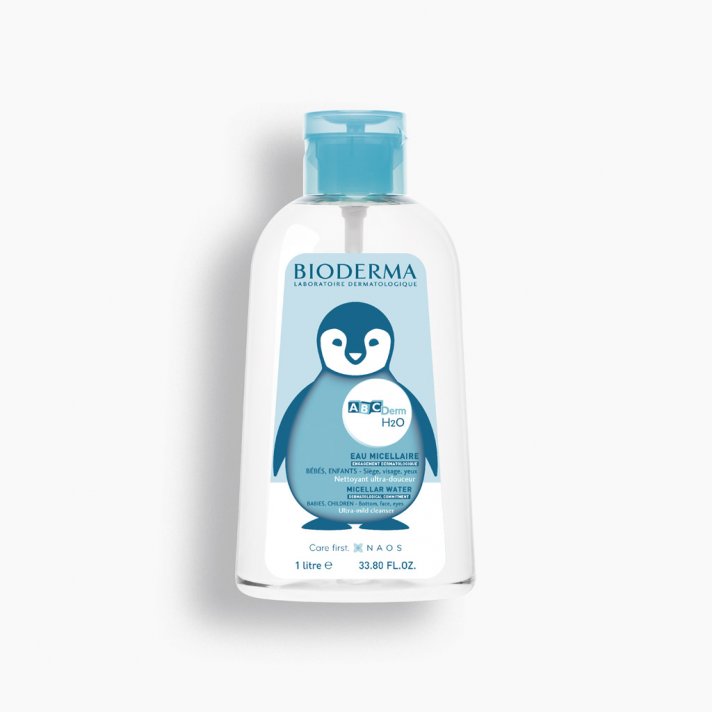 BIODERMA
LABORATOIRE DERMATOLOGIQUE
ABCDerm
H2O
EAU MICELLAIRE
ENGAGEMENT DERMATOLOGIQUE
BÉBÉS, ENFANTS - Siège, visage, yeux
Nettoyant ultra-douceur
MICELLAR WATER
DERMATOLOGICAL COMMITMENT
BABIES, CHILDREN - Bottom, face, eyes
Ultra-mild cleanser
Care first. NAOS
1 litre ℮ 33.80 FL.OZ.